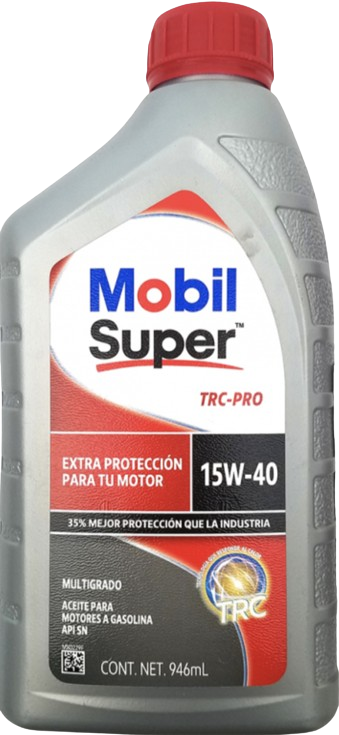 Mobil
Super™
TRC-PRO
EXTRA PROTECCIÓN
PARA TU MOTOR
15W-40
35% MEJOR PROTECCIÓN QUE LA INDUSTRIA
MULTIGRADO
ACEITE PARA
MOTORES A GASOLINA
API SN
TRC
CONT. NET. 946mL